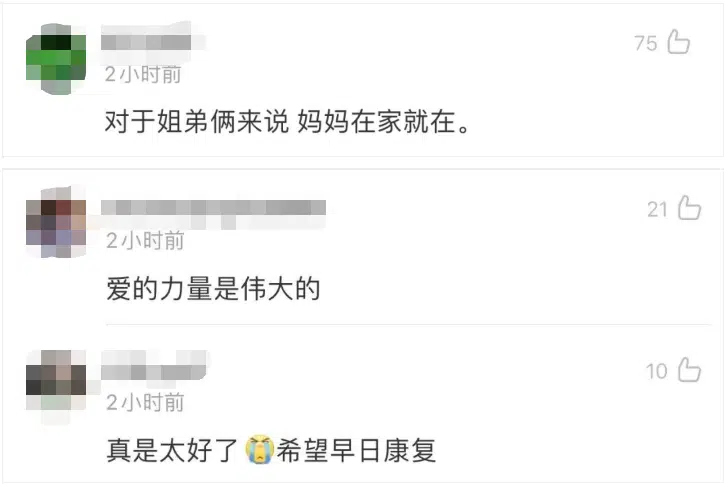 75
2小时前
对于姐弟俩来说 妈妈在家就在。
21
2小时前
爱的力量是伟大的
10
2小时前
真是太好了😭希望早日康复